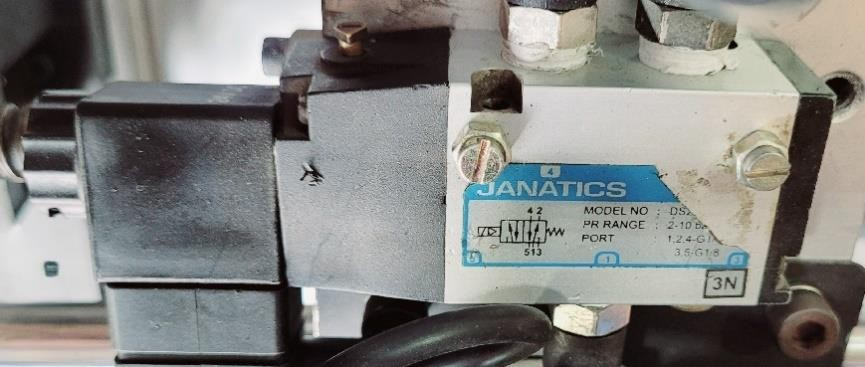 4
JANATICS
4 2
MODEL NO :
PR RANGE : 2-10
513
PORT : 1,2,4-G1/
3,5-G1/8
5 1 3
3N